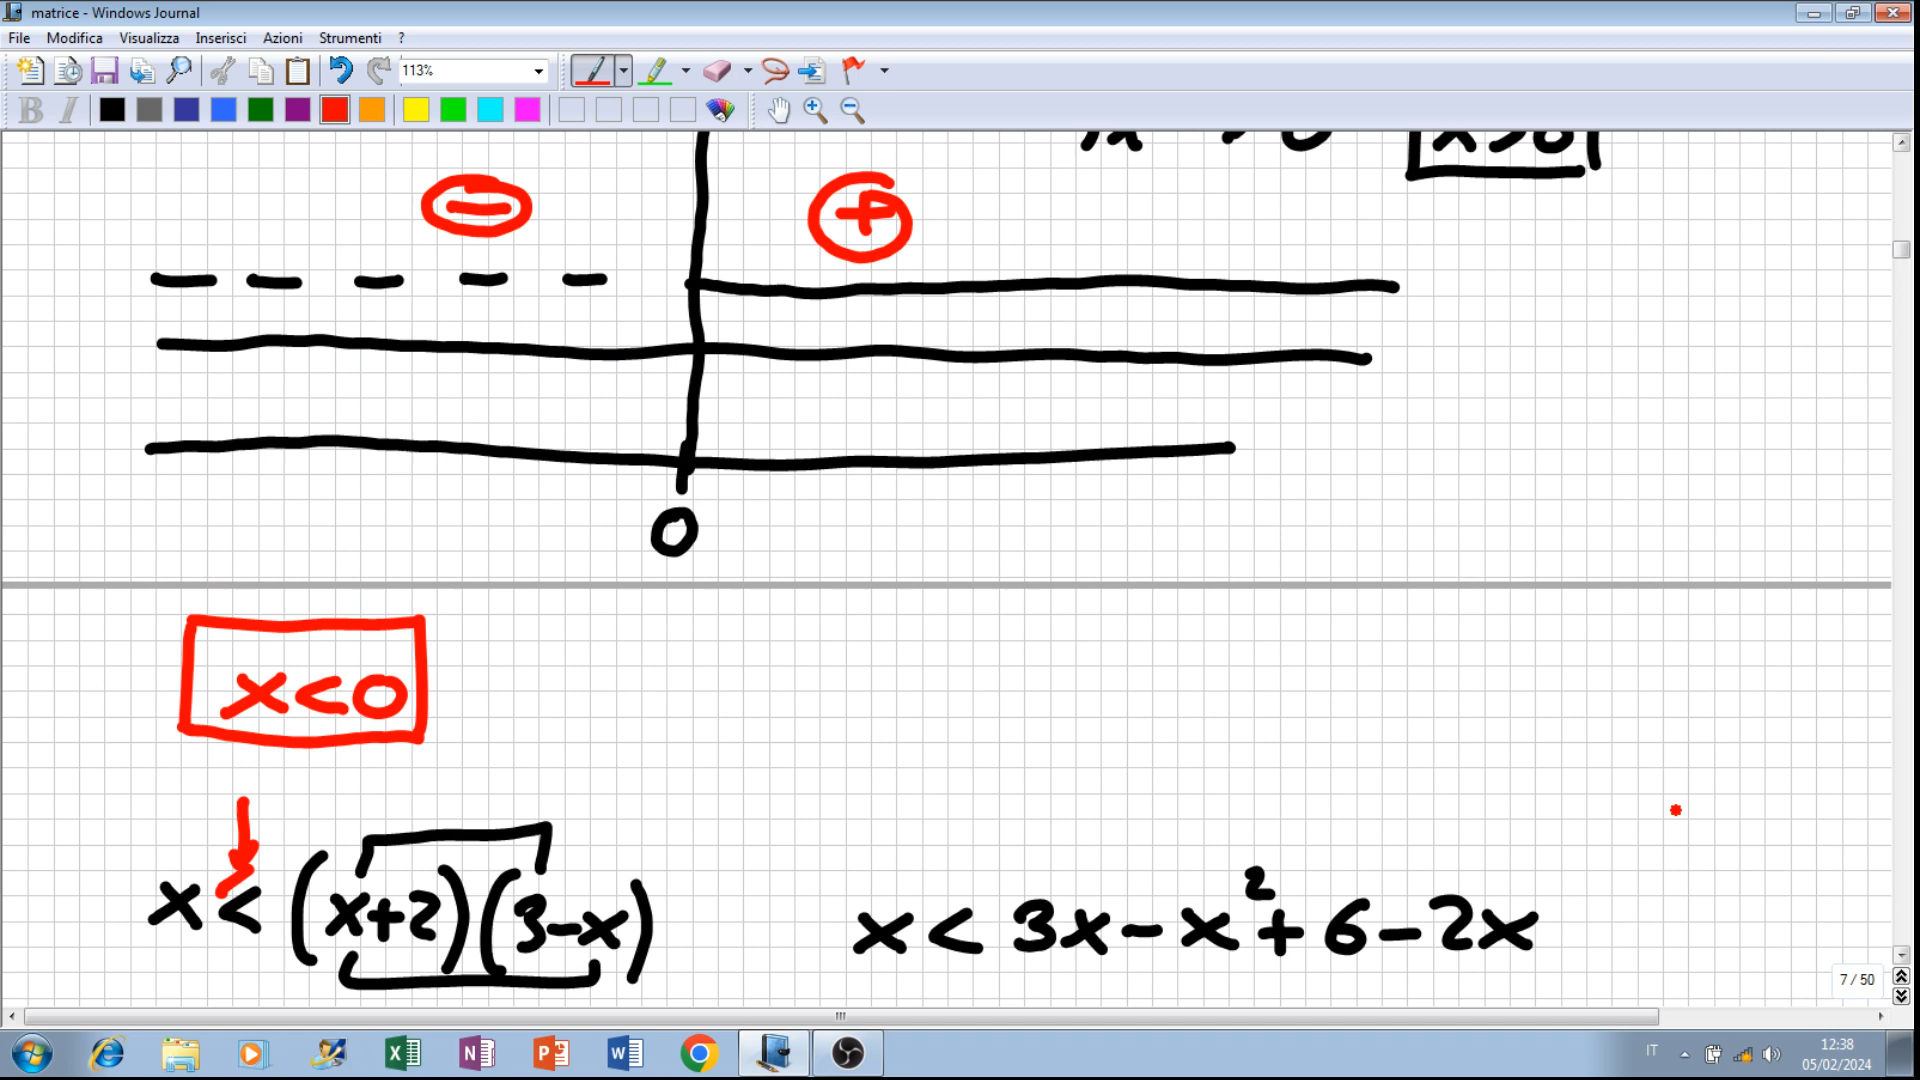 matrice - Windows Journal
File Modifica Visualizza Inserisci Azioni Strumenti ?
113%
B I
x>0
− +
0
x<0
x < (x+2)(3-x)
x < 3x - x² + 6 - 2x
7 / 50
IT
12:38
05/02/2024